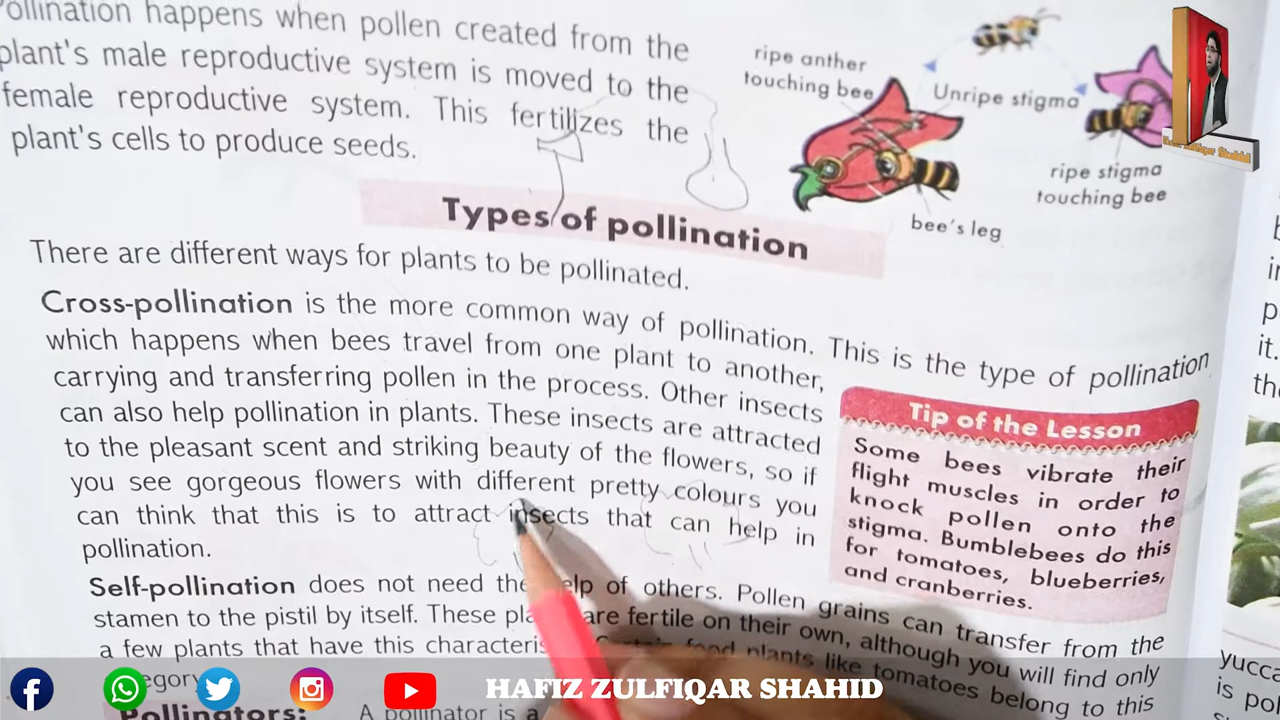 Pollination happens when pollen created from the
plant's male reproductive system is moved to the
female reproductive system. This fertilizes the
plant's cells to produce seeds.
ripe anther
touching bee
Unripe stigma
ripe stigma
touching bee
bee's leg
Types of pollination
There are different ways for plants to be pollinated.
Cross-pollination is the more common way of pollination. This is the type of pollination
which happens when bees travel from one plant to another,
carrying and transferring pollen in the process. Other insects
can also help pollination in plants. These insects are attracted
to the pleasant scent and striking beauty of the flowers, so if
you see gorgeous flowers with different pretty colours you
can think that this is to attract insects that can help in
pollination.
Tip of the Lesson
Some bees vibrate their
flight muscles in order to
knock pollen onto the
stigma. Bumblebees do this
for tomatoes, blueberries,
and cranberries.
Self-pollination does not need the help of others. Pollen grains can transfer from the
stamen to the pistil by itself. These are fertile on their own, although you will find only
a few plants that have this food plants like tomatoes belong to this
Pollinators: A pollinator is a
yucca
is pol
it.
HAFIZ ZULFIQAR SHAHID